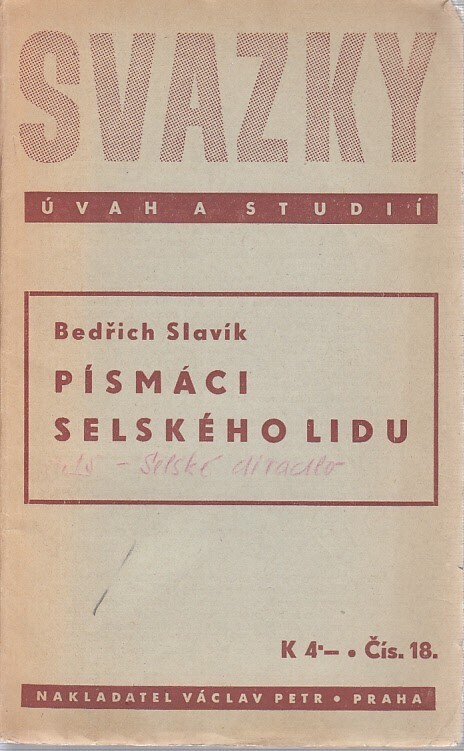 SVAZKY
ÚVAH A STUDIÍ
Bedřich Slavík
PÍSMÁCI
SELSKÉHO LIDU
– Selské divadlo
K 4·– • Čís. 18.
NAKLADATEL VÁCLAV PETR • PRAHA